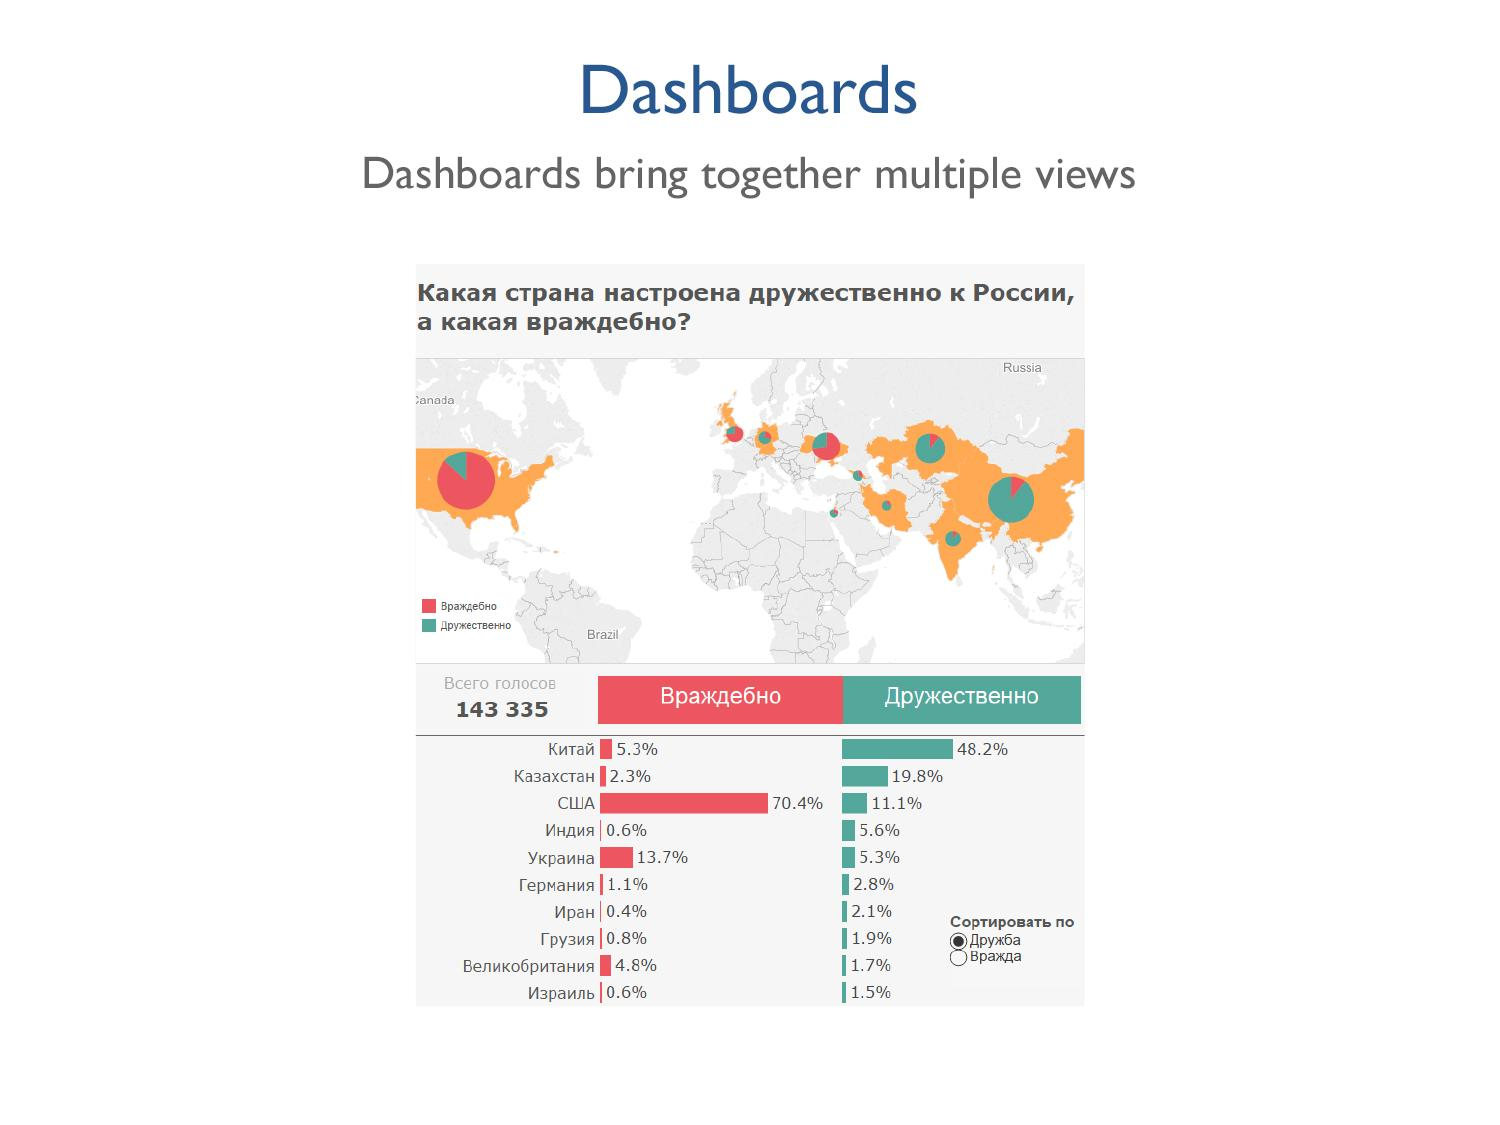 Dashboards
Dashboards bring together multiple views
Какая страна настроена дружественно к России,
а какая враждебно?
Russia
Canada
Враждебно
Дружественно
Brazil
Всего голосов
143 335
Враждебно Дружественно
Китай 5.3% 48.2%
Казахстан 2.3% 19.8%
США 70.4% 11.1%
Индия 0.6% 5.6%
Украина 13.7% 5.3%
Германия 1.1% 2.8%
Иран 0.4% 2.1%
Грузия 0.8% 1.9%
Великобритания 4.8% 1.7%
Израиль 0.6% 1.5%
Сортировать по
Дружба
Вражда